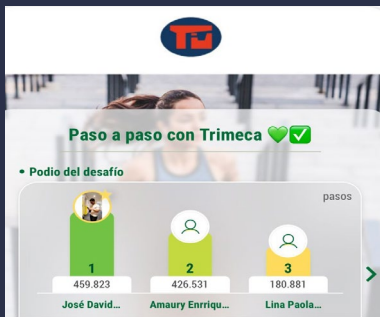 Paso a paso con Trimeca 💚✅
• Podio del desafío
pasos
1
2
3
459.823
426.531
180.881
José David...
Amaury Enrriqu...
Lina Paola...